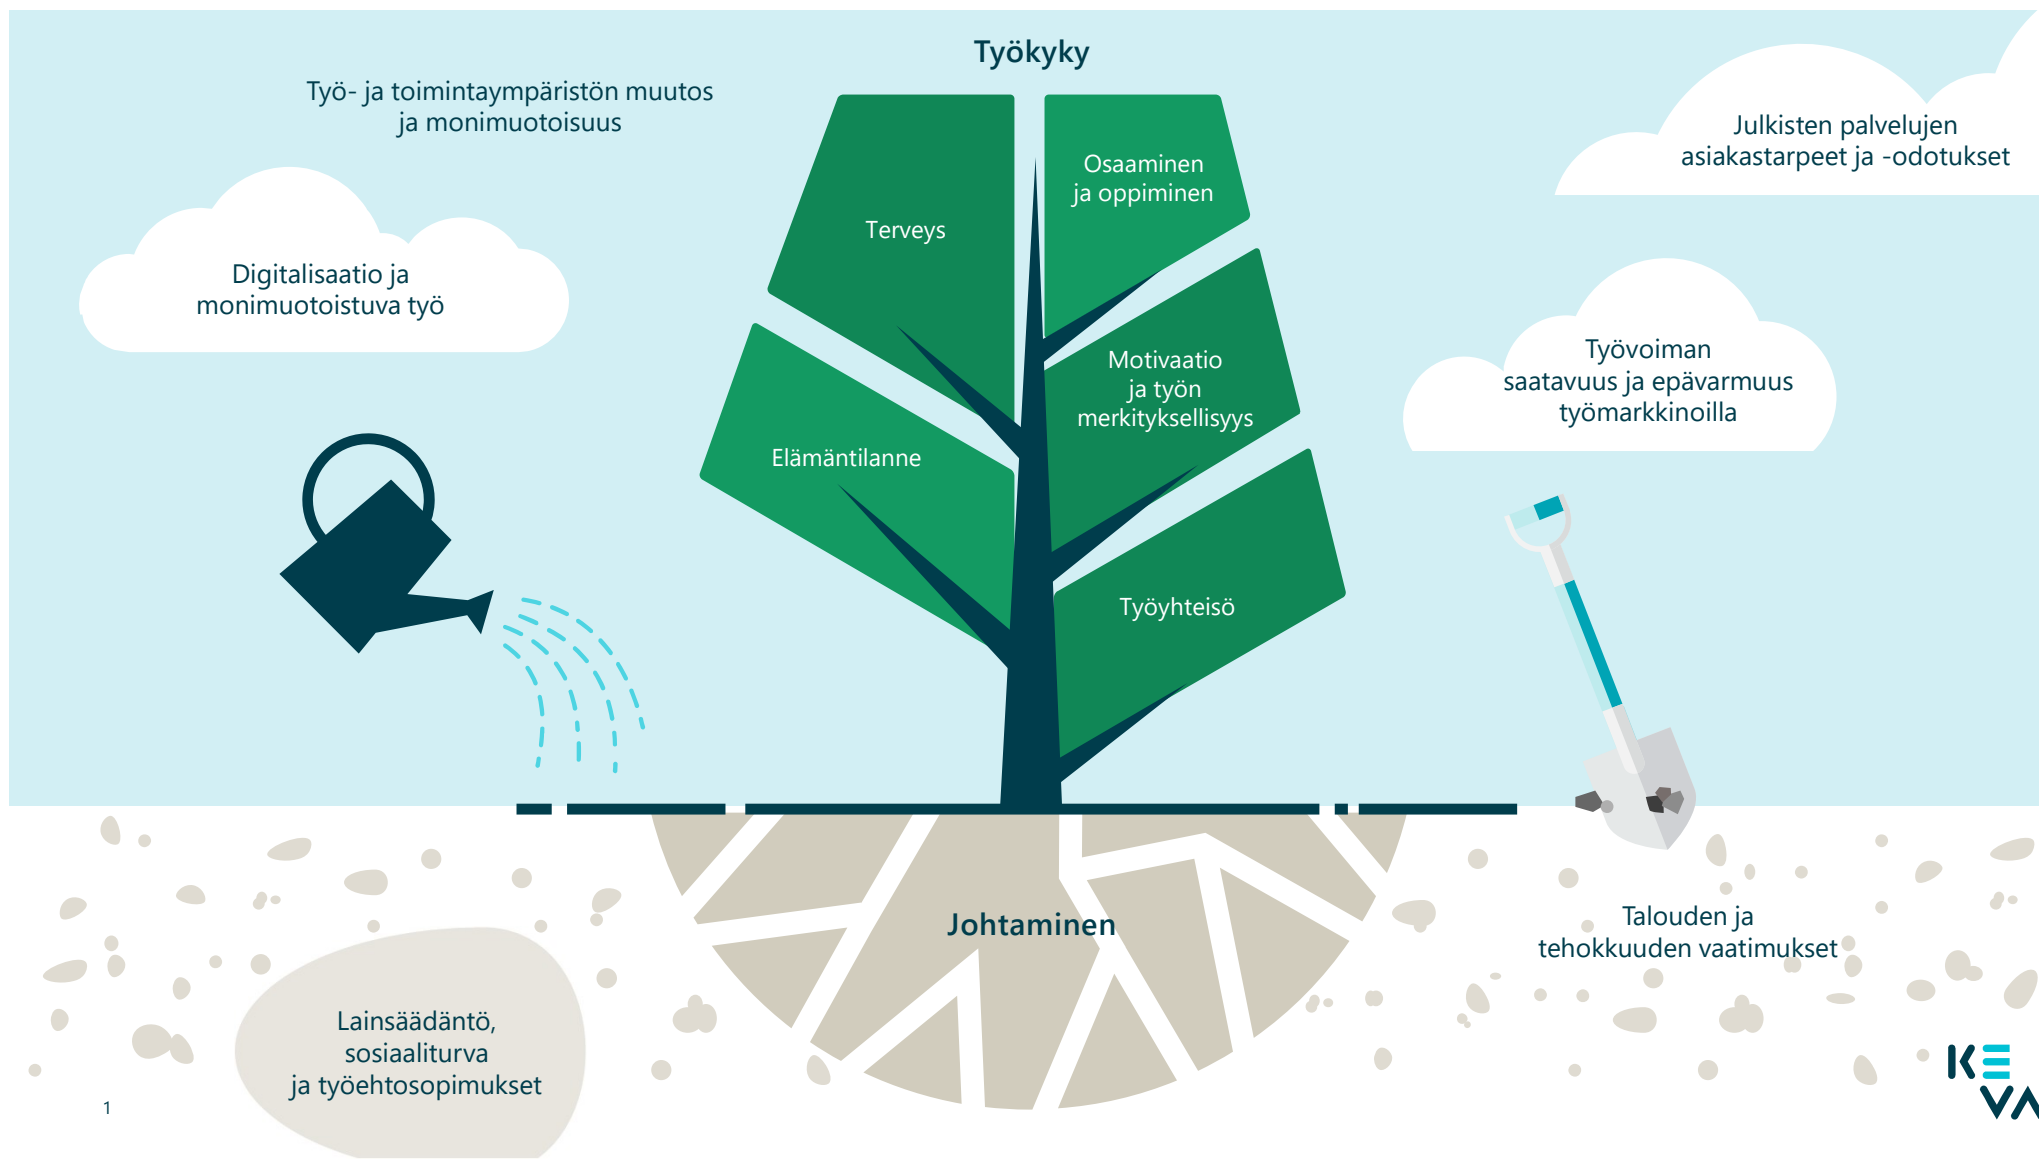 Työkyky
Työ- ja toimintaympäristön muutos
ja monimuotoisuus
Julkisten palvelujen
asiakastarpeet ja -odotukset
Osaaminen
ja oppiminen
Terveys
Digitalisaatio ja
monimuotoistuva työ
Työvoiman
saatavuus ja epävarmuus
työmarkkinoilla
Motivaatio
ja työn
merkityksellisyys
Elämäntilanne
Työyhteisö
Johtaminen
Talouden ja
tehokkuuden vaatimukset
Lainsäädäntö,
sosiaaliturva
ja työehtosopimukset
1
KE
VA